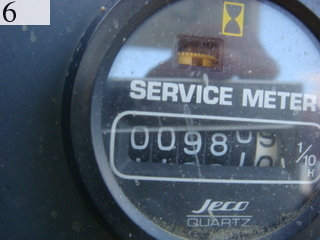 6
SERVICE METER
0098
1/10
H
Jeco
QUARTZ